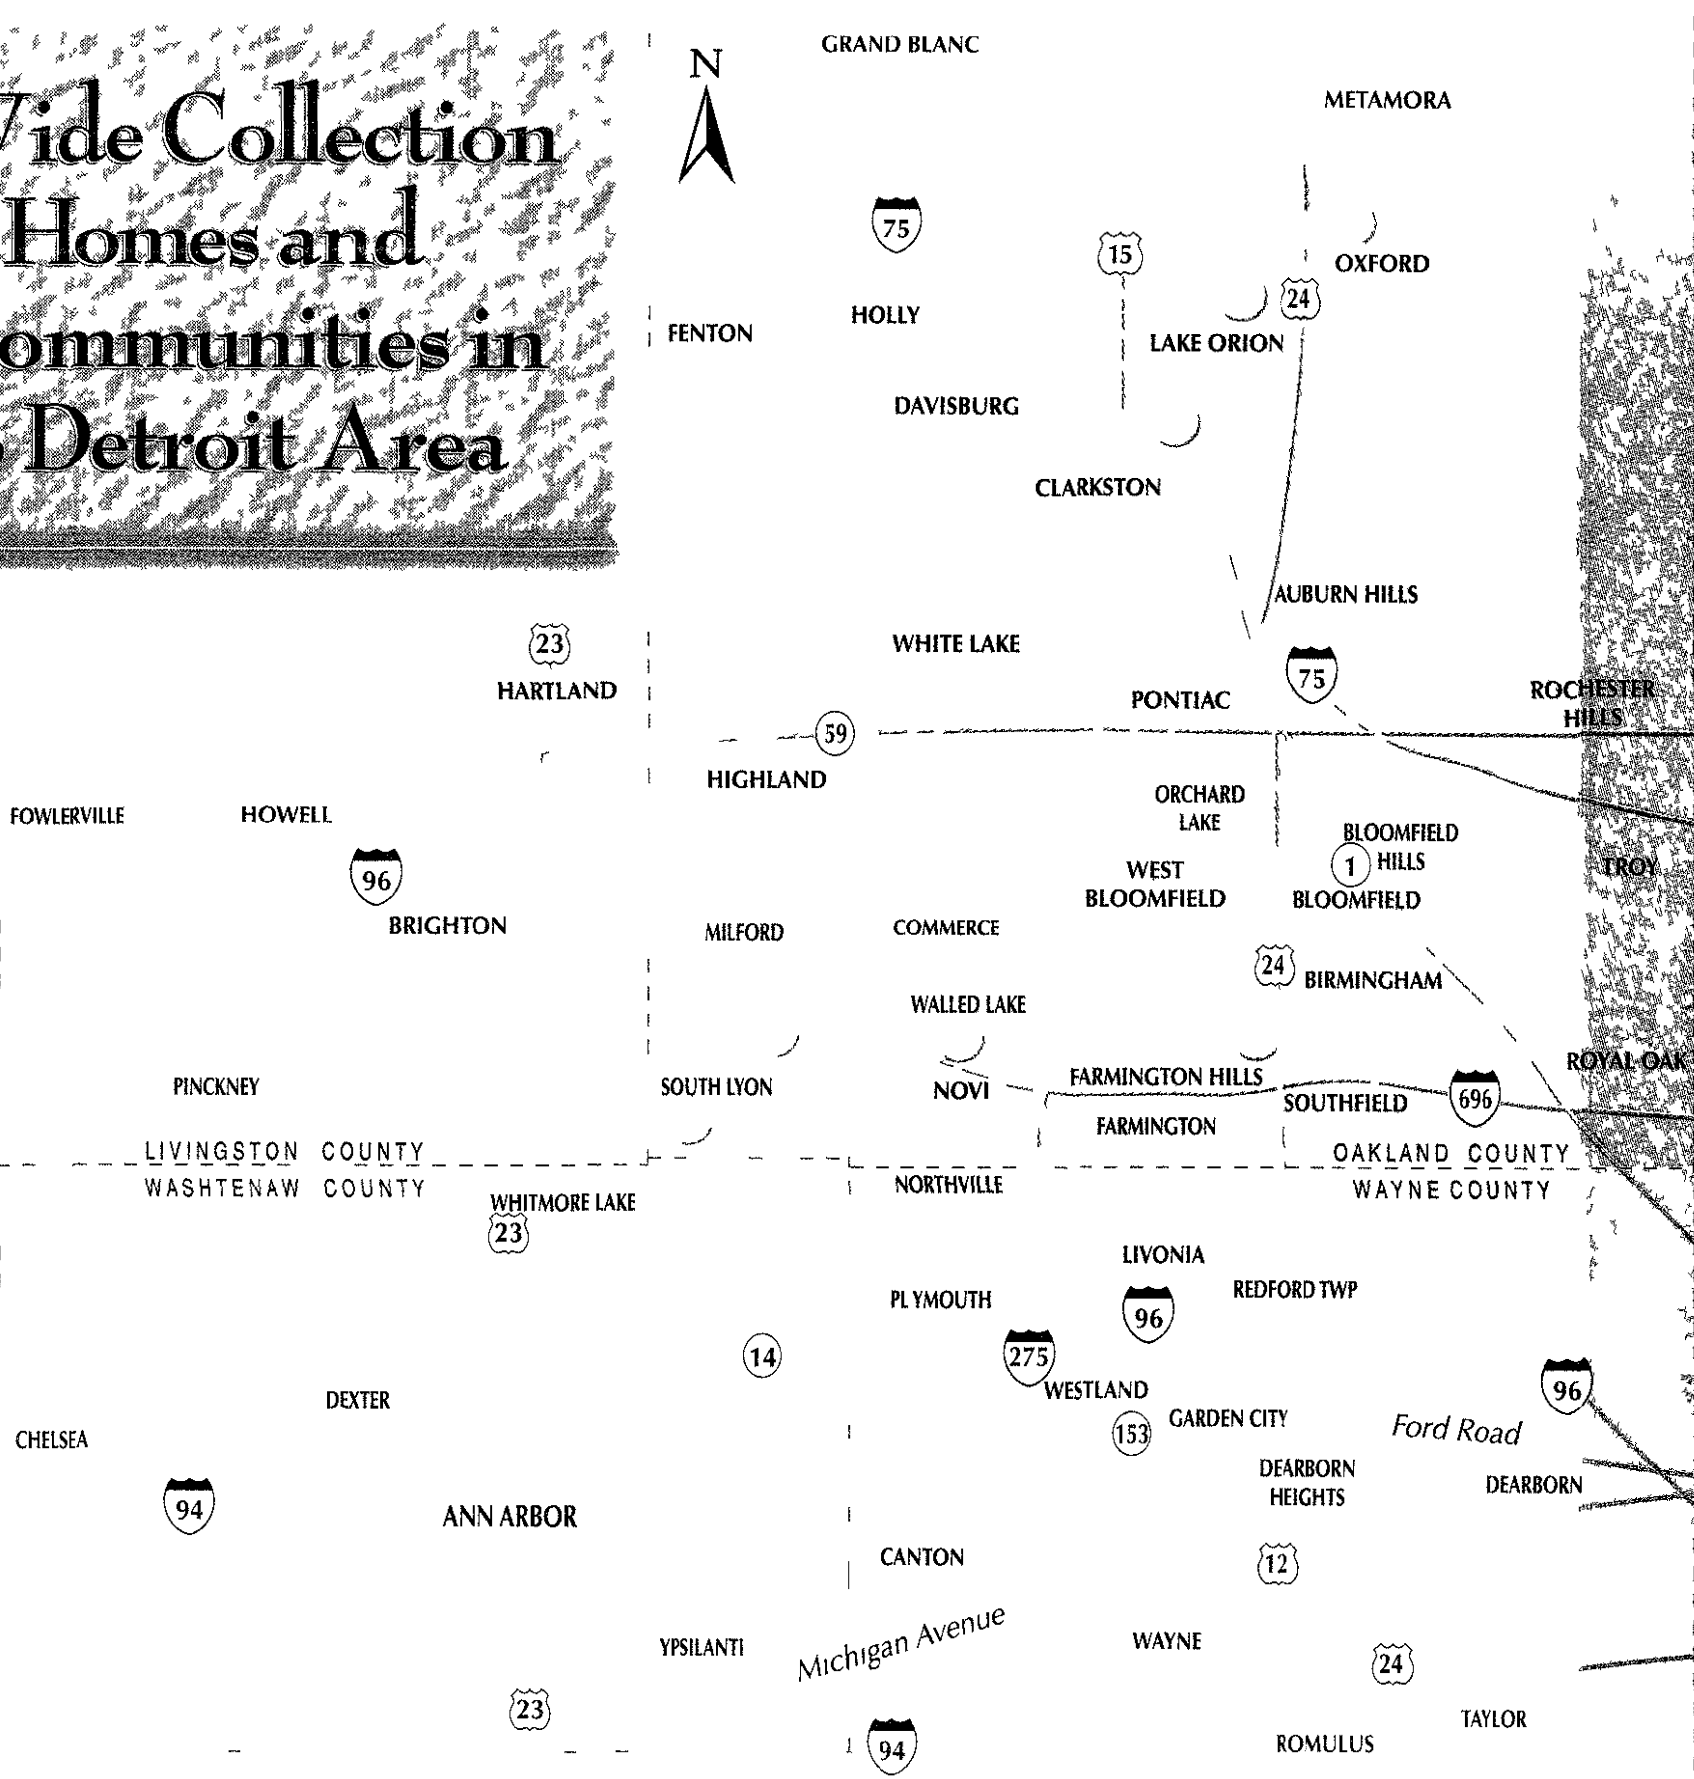 ide Collection
Homes and
ommunities in
Detroit Area
N
GRAND BLANC
METAMORA
75
15
OXFORD
24
HOLLY
FENTON
LAKE ORION
DAVISBURG
CLARKSTON
AUBURN HILLS
23
WHITE LAKE
HARTLAND
75
PONTIAC
ROCHESTER
HILLS
59
HIGHLAND
ORCHARD
LAKE
FOWLERVILLE
HOWELL
BLOOMFIELD
HILLS
1
96
WEST
BLOOMFIELD
BLOOMFIELD
TROY
BRIGHTON
MILFORD
COMMERCE
24
BIRMINGHAM
WALLED LAKE
ROYAL OAK
PINCKNEY
SOUTH LYON
NOVI
FARMINGTON HILLS
SOUTHFIELD
696
FARMINGTON
LIVINGSTON COUNTY
OAKLAND COUNTY
WASHTENAW COUNTY
NORTHVILLE
WAYNE COUNTY
WHITMORE LAKE
23
LIVONIA
REDFORD TWP
PLYMOUTH
96
14
275
WESTLAND
96
DEXTER
153
GARDEN CITY
Ford Road
CHELSEA
DEARBORN
HEIGHTS
DEARBORN
94
ANN ARBOR
CANTON
12
Michigan Avenue
YPSILANTI
WAYNE
24
23
TAYLOR
94
ROMULUS